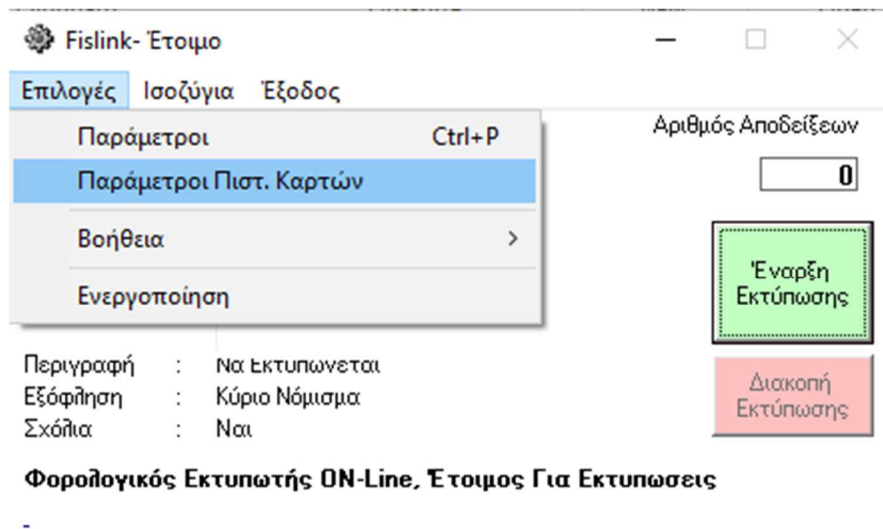 Fislink- Έτοιμο
Επιλογές Ισοζύγια Έξοδος
Παράμετροι Ctrl+P
Παράμετροι Πιστ. Καρτών
Βοήθεια
Ενεργοποίηση
Αριθμός Αποδείξεων
0
Έναρξη
Εκτύπωσης
Διακοπή
Εκτύπωσης
Περιγραφή : Να Εκτυπωνεται
Εξόφληση : Κύριο Νόμισμα
Σχόλια : Ναι
Φορολογικός Εκτυπωτής ON-Line, Έτοιμος Για Εκτυπωσεις
-